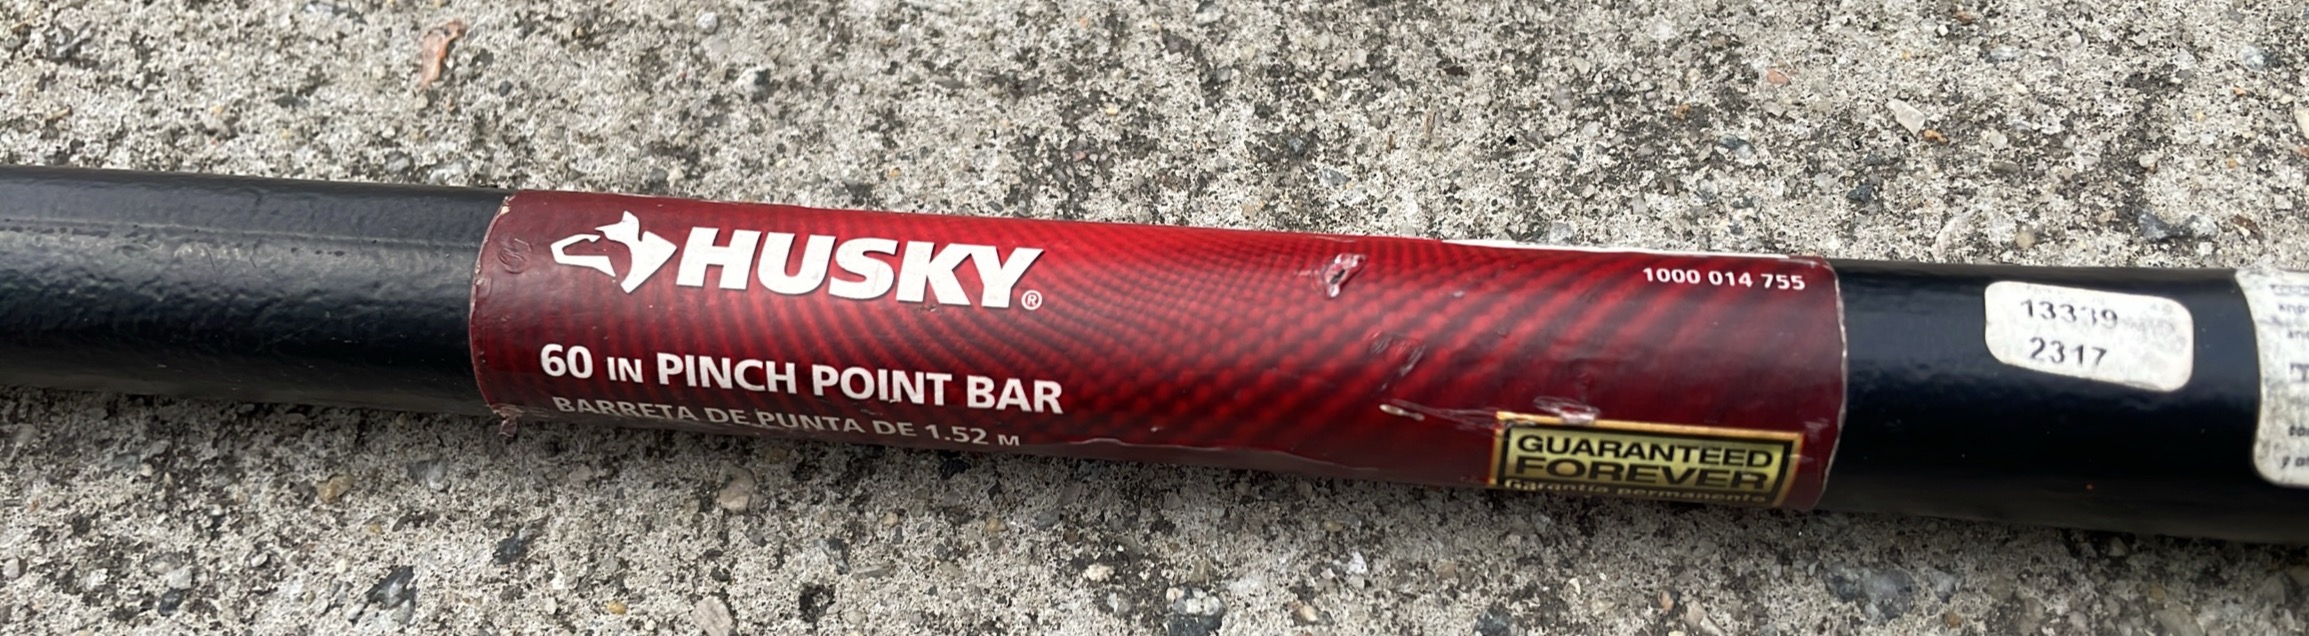 HUSKY®
1000 014 755
60 IN PINCH POINT BAR
BARRETA DE PUNTA DE 1.52 M
GUARANTEED
FOREVER
Garantía permanente
13339
2317